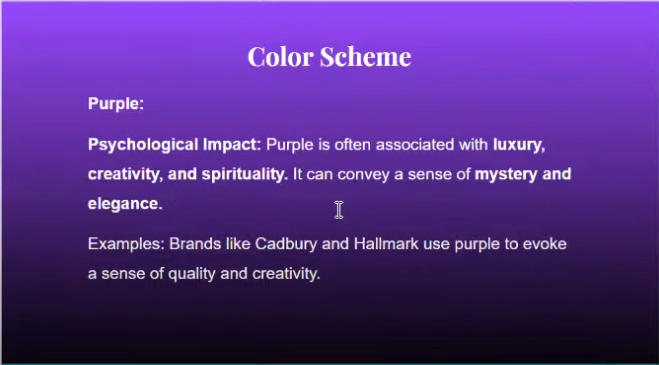 Color Scheme
Purple:
Psychological Impact: Purple is often associated with luxury,
creativity, and spirituality. It can convey a sense of mystery and
elegance.
Examples: Brands like Cadbury and Hallmark use purple to evoke
a sense of quality and creativity.